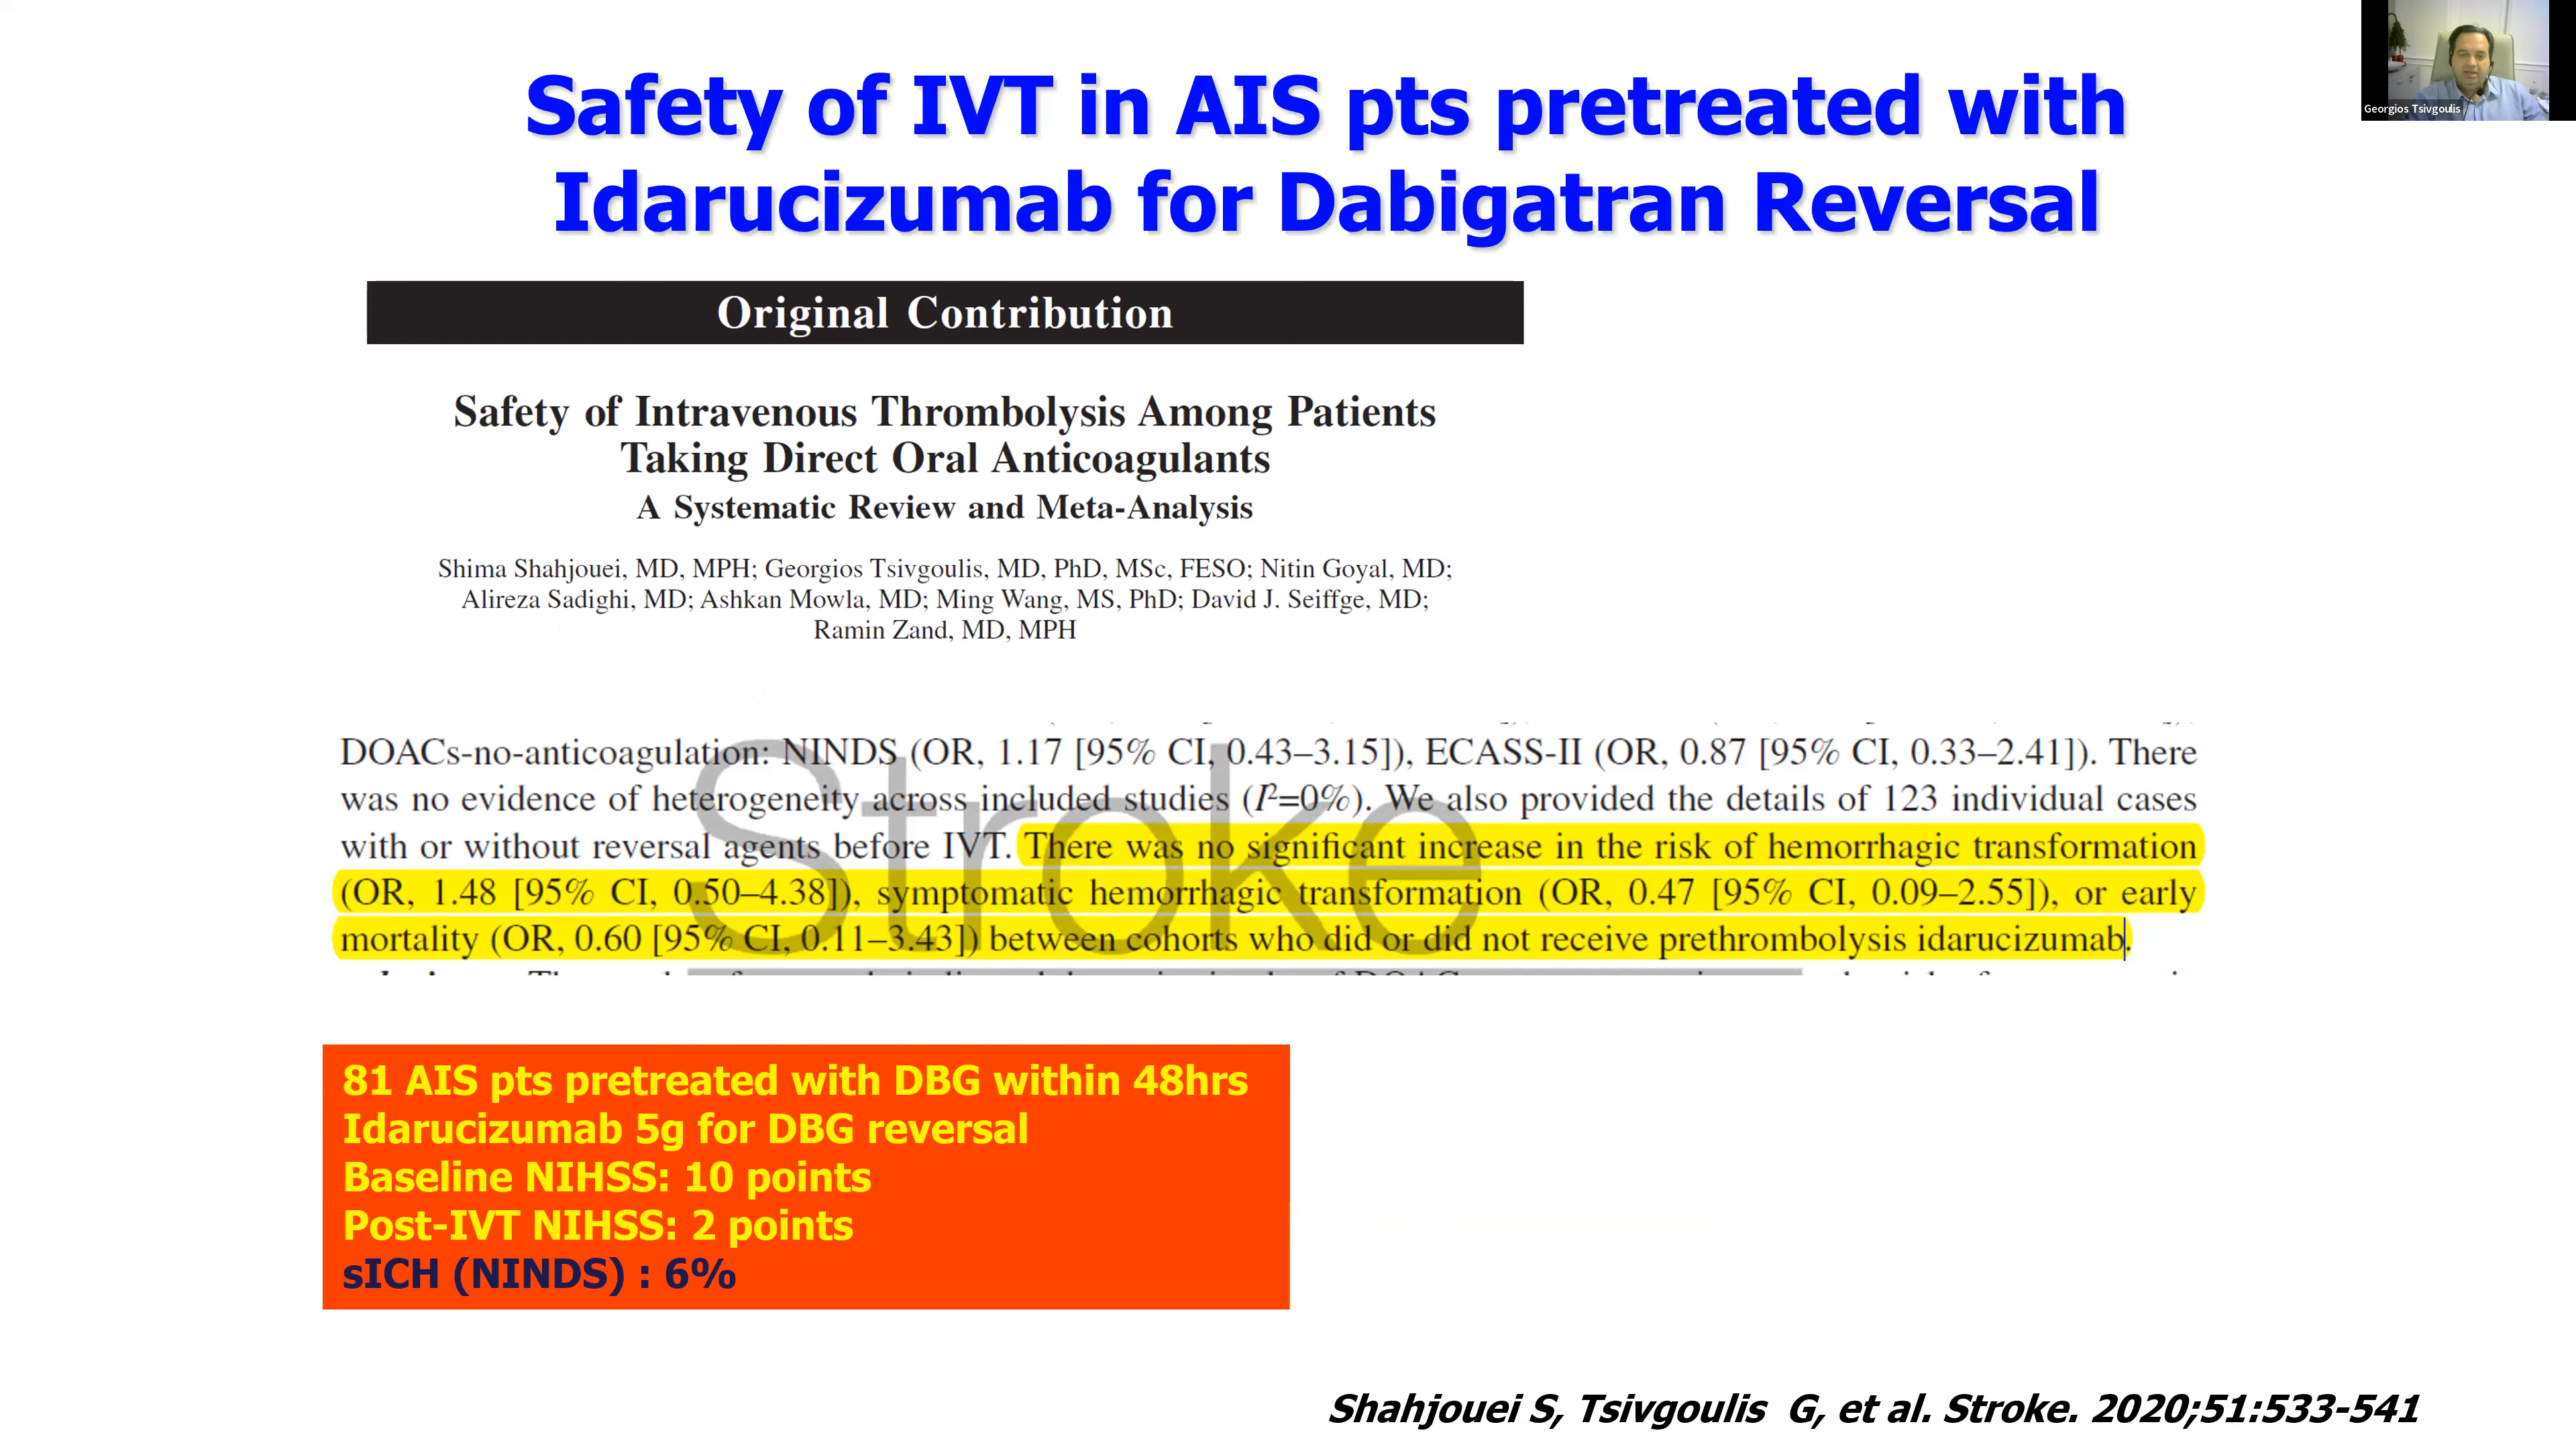 Georgios Tsivgoulis
Safety of IVT in AIS pts pretreated with
Idarucizumab for Dabigatran Reversal
Original Contribution
Safety of Intravenous Thrombolysis Among Patients
Taking Direct Oral Anticoagulants
A Systematic Review and Meta-Analysis
Shima Shahjouei, MD, MPH; Georgios Tsivgoulis, MD, PhD, MSc, FESO; Nitin Goyal, MD;
Alireza Sadighi, MD; Ashkan Mowla, MD; Ming Wang, MS, PhD; David J. Seiffge, MD;
Ramin Zand, MD, MPH
Stroke
DOACs-no-anticoagulation: NINDS (OR, 1.17 [95% CI, 0.43–3.15]), ECASS-II (OR, 0.87 [95% CI, 0.33–2.41]). There
was no evidence of heterogeneity across included studies (I²=0%). We also provided the details of 123 individual cases
with or without reversal agents before IVT. There was no significant increase in the risk of hemorrhagic transformation
(OR, 1.48 [95% CI, 0.50–4.38]), symptomatic hemorrhagic transformation (OR, 0.47 [95% CI, 0.09–2.55]), or early
mortality (OR, 0.60 [95% CI, 0.11–3.43]) between cohorts who did or did not receive prethrombolysis idarucizumab.
81 AIS pts pretreated with DBG within 48hrs
Idarucizumab 5g for DBG reversal
Baseline NIHSS: 10 points
Post-IVT NIHSS: 2 points
sICH (NINDS) : 6%
Shahjouei S, Tsivgoulis G, et al. Stroke. 2020;51:533-541